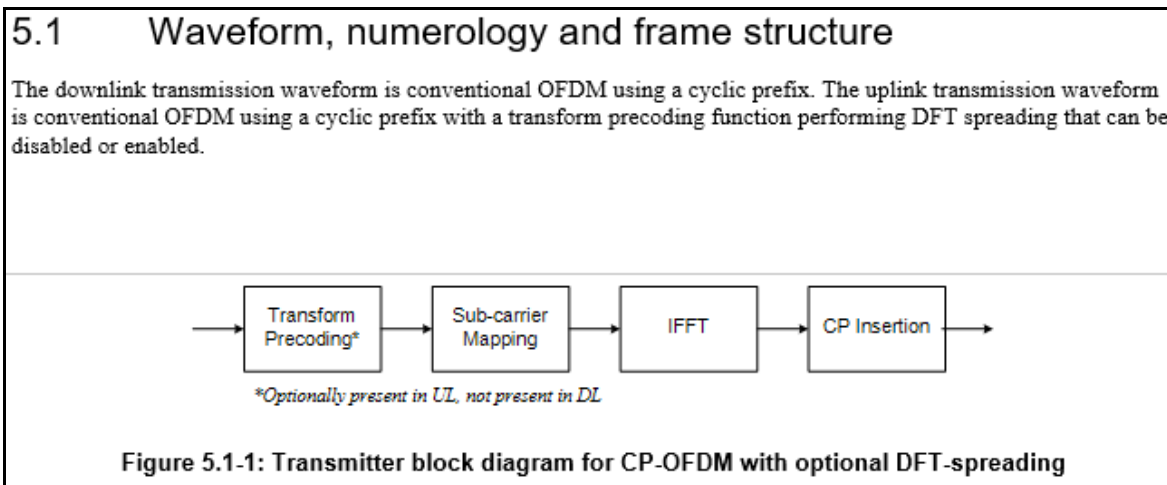 5.1 Waveform, numerology and frame structure
The downlink transmission waveform is conventional OFDM using a cyclic prefix. The uplink transmission waveform
is conventional OFDM using a cyclic prefix with a transform precoding function performing DFT spreading that can be
disabled or enabled.
Transform
Precoding*
Sub-carrier
Mapping
IFFT
CP Insertion
*Optionally present in UL, not present in DL
Figure 5.1-1: Transmitter block diagram for CP-OFDM with optional DFT-spreading